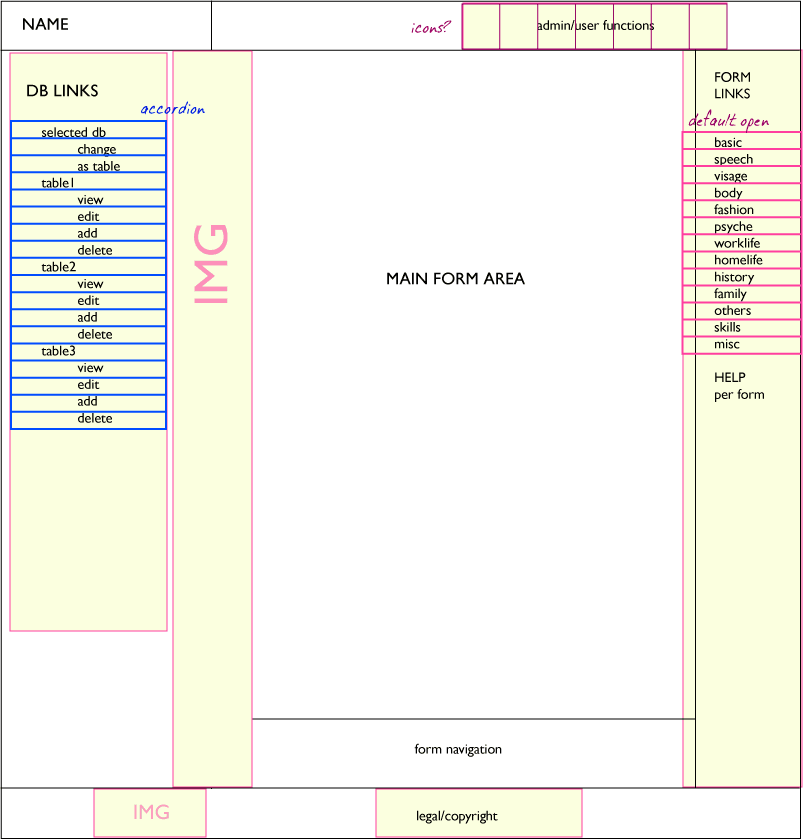 NAME
icons?
admin/user functions
DB LINKS
accordion
selected db
change
as table
table1
view
edit
add
delete
table2
view
edit
add
delete
table3
view
edit
add
delete
IMG
MAIN FORM AREA
form navigation
FORM
LINKS
default open
basic
speech
visage
body
fashion
psyche
worklife
homelife
history
family
others
skills
misc
HELP
per form
IMG
legal/copyright